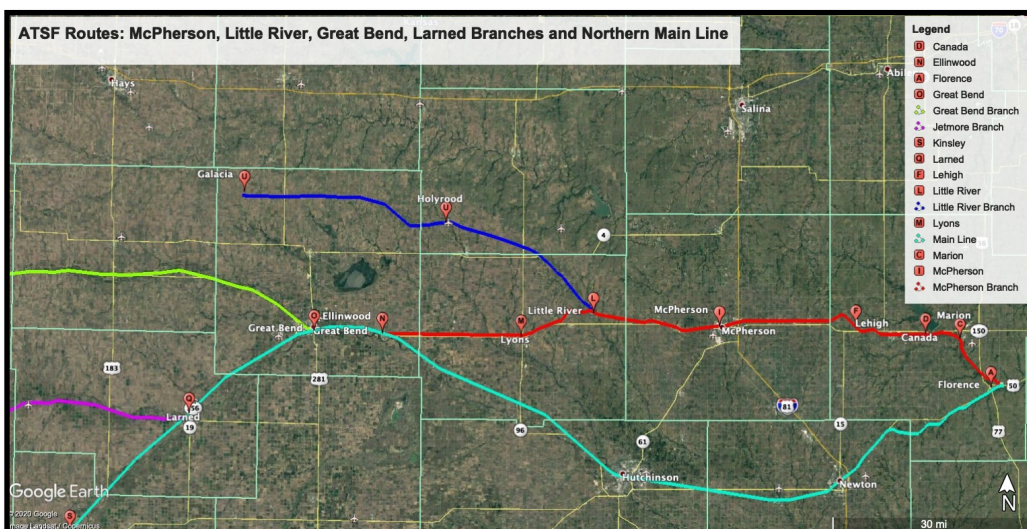 ATSF Routes: McPherson, Little River, Great Bend, Larned Branches and Northern Main Line
Legend
D Canada
N Ellinwood
A Florence
O Great Bend
Great Bend Branch
Jetmore Branch
S Kinsley
Q Larned
F Lehigh
L Little River
Little River Branch
M Lyons
Main Line
C Marion
I McPherson
McPherson Branch
Hays
Salina
Abil
Galacia
U
Holyrood
U
4
Little River
L
McPherson
I
McPherson
F
Lehigh
D
Canada
Marion
C
150
Ellinwood
N
O
Great Bend
Great Bend
M
Lyons
Florence
A
50
183
281
Q
Larned
19
96
61
81
15
77
Hutchinson
Newton
S
Google Earth
© 2020 Google
Image Landsat / Copernicus
N
30 mi